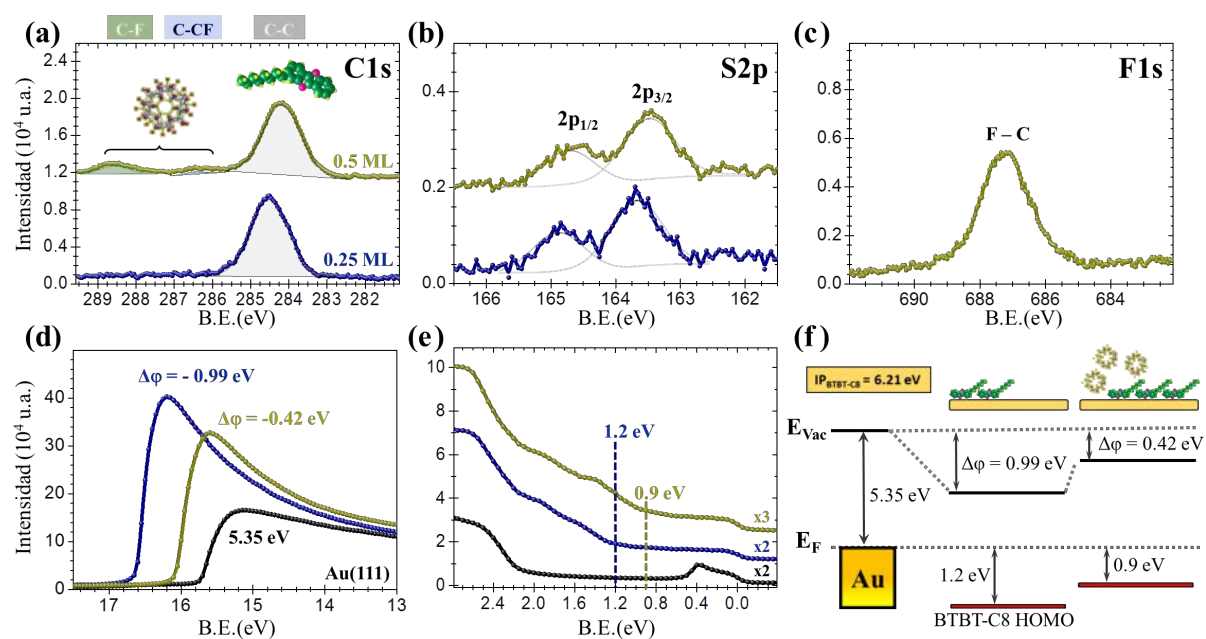 C-F C-CF C-C
(a)
C1s
0.5 ML
0.25 ML
2.4
2.0
1.6
1.2
0.8
0.4
0.0
Intensidad (10⁴ u.a.)
289 288 287 286 285 284 283 282
B.E.(eV)
(b)
S2p
2p1/2
2p3/2
0.4
0.2
0.0
166 165 164 163 162
B.E.(eV)
(c)
F1s
F – C
1.0
0.8
0.6
0.4
0.2
0.0
690 688 686 684
B.E.(eV)
(d)
Δφ = - 0.99 eV
Δφ = -0.42 eV
5.35 eV
Au(111)
40
30
20
10
0
Intensidad (10⁴ u.a.)
17 16 15 14 13
B.E.(eV)
(e)
1.2 eV
0.9 eV
x3
x2
x2
10
8
6
4
2
0
2.8 2.4 2.0 1.6 1.2 0.8 0.4 0.0
B.E.(eV)
(f)
IPBTBT-C8 = 6.21 eV
EVac
Δφ = 0.42 eV
Δφ = 0.99 eV
5.35 eV
EF
Au
1.2 eV
0.9 eV
BTBT-C8 HOMO